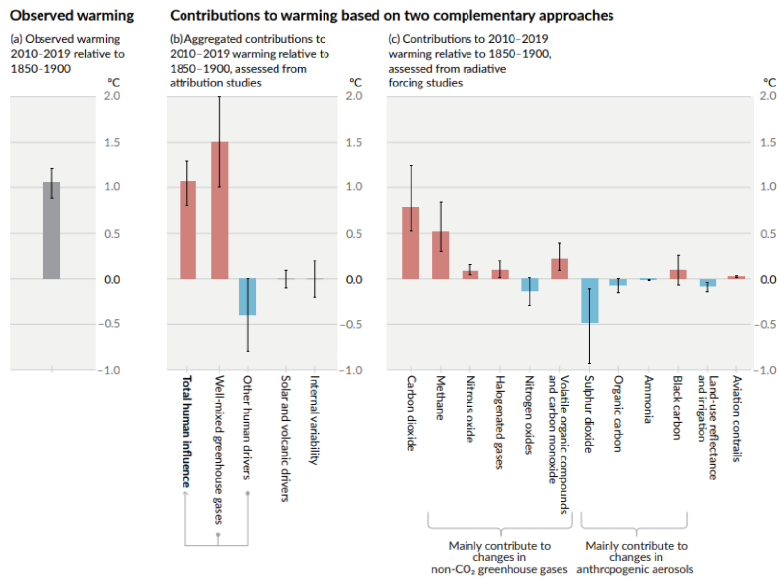 Observed warming
Contributions to warming based on two complementary approaches
(a) Observed warming
2010–2019 relative to
1850–1900
(b) Aggregated contributions to
2010–2019 warming relative to
1850–1900, assessed from
attribution studies
(c) Contributions to 2010–2019
warming relative to 1850–1900,
assessed from radiative
forcing studies
°C
2.0
1.5
1.0
0.5
0.0
–0.5
–1.0
°C
2.0
1.5
1.0
0.5
0.0
–0.5
–1.0
°C
2.0
1.5
1.0
0.5
0.0
–0.5
–1.0
Total human influence
Well-mixed greenhouse gases
Other human drivers
Solar and volcanic drivers
Internal variability
Carbon dioxide
Methane
Nitrous oxide
Halogenated gases
Nitrogen oxides
Volatile organic compounds
and carbon monoxide
Sulphur dioxide
Organic carbon
Ammonia
Black carbon
Land-use reflectance
and irrigation
Aviation contrails
Mainly contribute to
changes in
non-CO₂ greenhouse gases
Mainly contribute to
changes in
anthropogenic aerosols